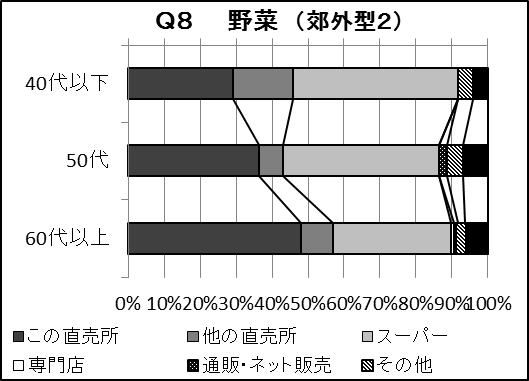 Q8　野菜（郊外型2）
40代以下
50代
60代以上
0% 10% 20% 30% 40% 50% 60% 70% 80% 90% 100%
この直売所 他の直売所 スーパー
専門店 通販・ネット販売 その他